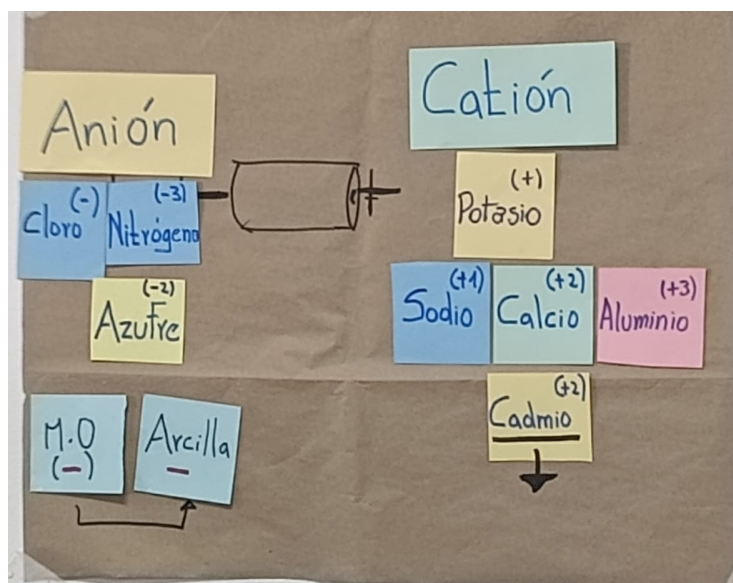 Anión
Catión
(-)
Cloro
(-3)
Nitrógeno
+
(+)
Potasio
(-2)
Azufre
(+1)
Sodio
(+2)
Calcio
(+3)
Aluminio
M.O
(-)
Arcilla
-
(+2)
Cadmio